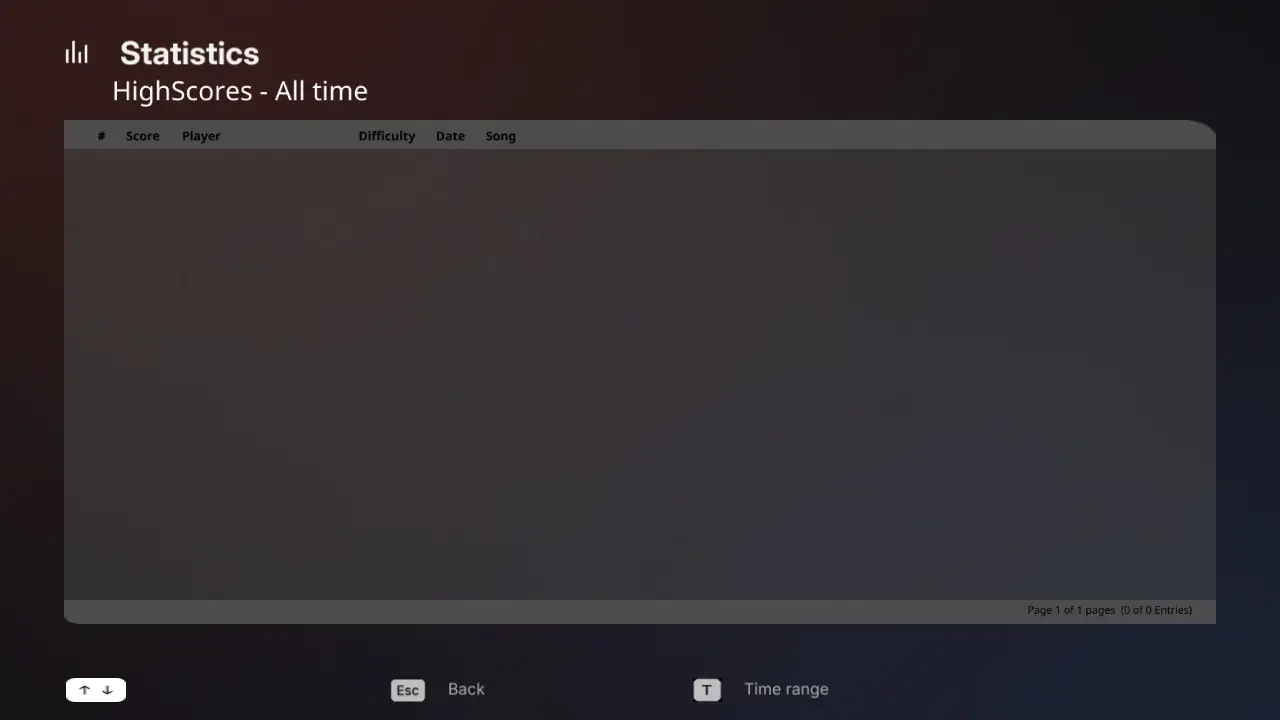 Statistics
HighScores - All time
# Score Player Difficulty Date Song
Page 1 of 1 pages (0 of 0 Entries)
↑ ↓ Esc Back T Time range